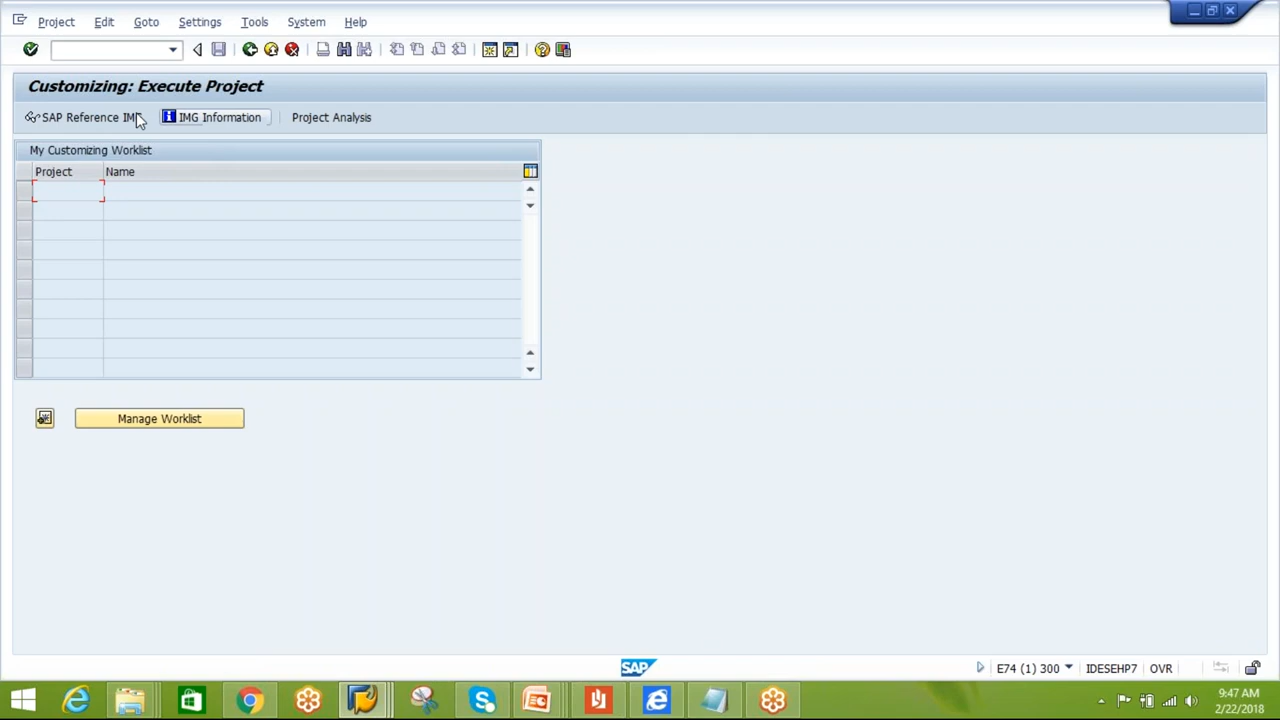 Project Edit Goto Settings Tools System Help
Customizing: Execute Project
SAP Reference IM IMG Information Project Analysis
My Customizing Worklist
Project Name
Manage Worklist
SAP E74 (1) 300 IDESEHP7 OVR
9:47 AM
2/22/2018